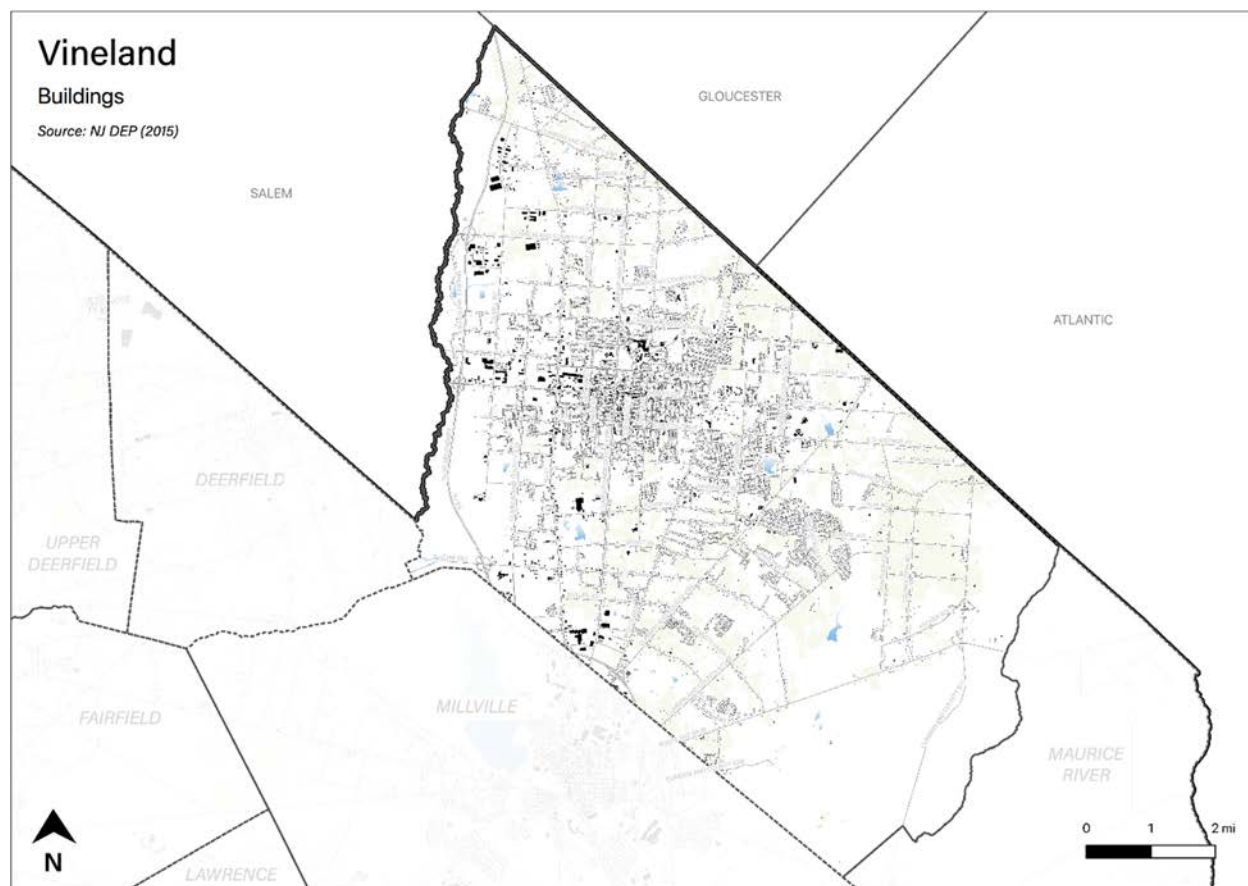 Vineland
Buildings
Source: NJ DEP (2015)
GLOUCESTER
SALEM
ATLANTIC
DEERFIELD
UPPER
DEERFIELD
FAIRFIELD
MILLVILLE
MAURICE
RIVER
LAWRENCE
N
0 1 2 mi